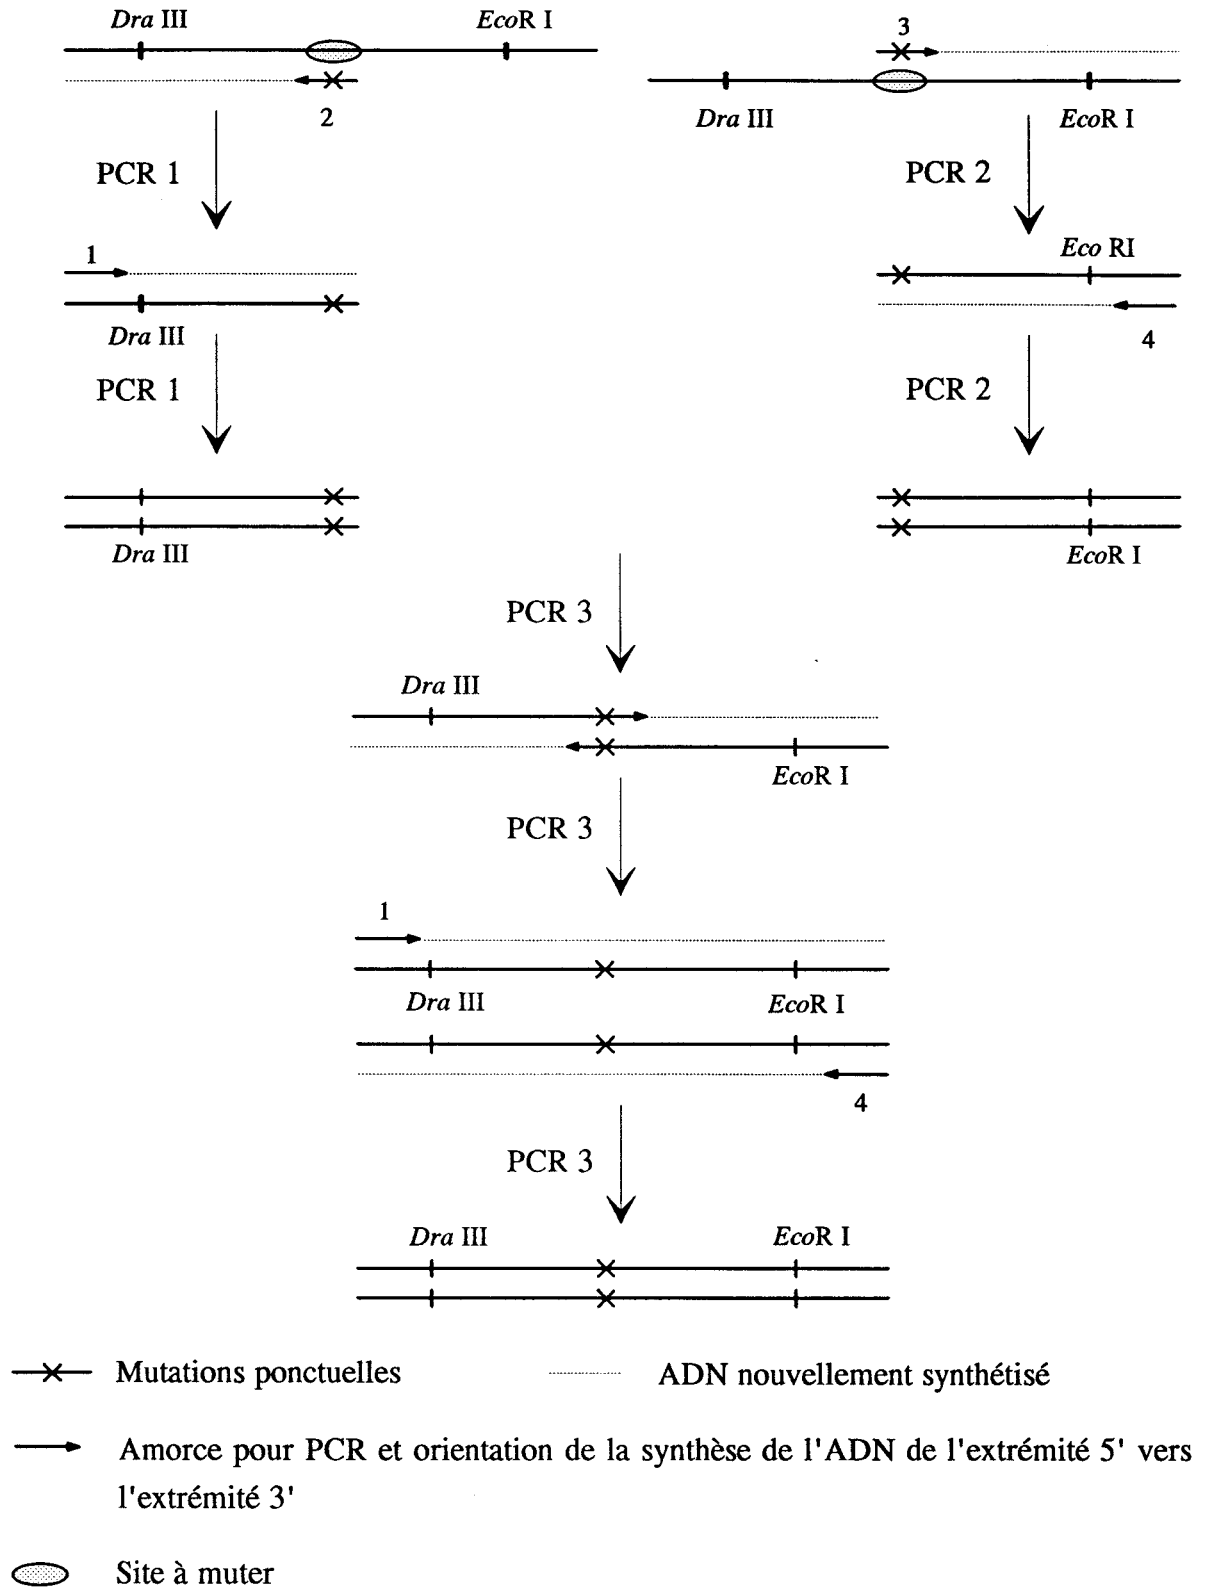 Dra III
EcoR I
3
2
Dra III
EcoR I
PCR 1
PCR 2
1
Eco RI
Dra III
4
PCR 1
PCR 2
Dra III
EcoR I
PCR 3
Dra III
EcoR I
PCR 3
1
Dra III
EcoR I
4
PCR 3
Dra III
EcoR I
Mutations ponctuelles
ADN nouvellement synthétisé
Amorce pour PCR et orientation de la synthèse de l'ADN de l'extrémité 5' vers
l'extrémité 3'
Site à muter